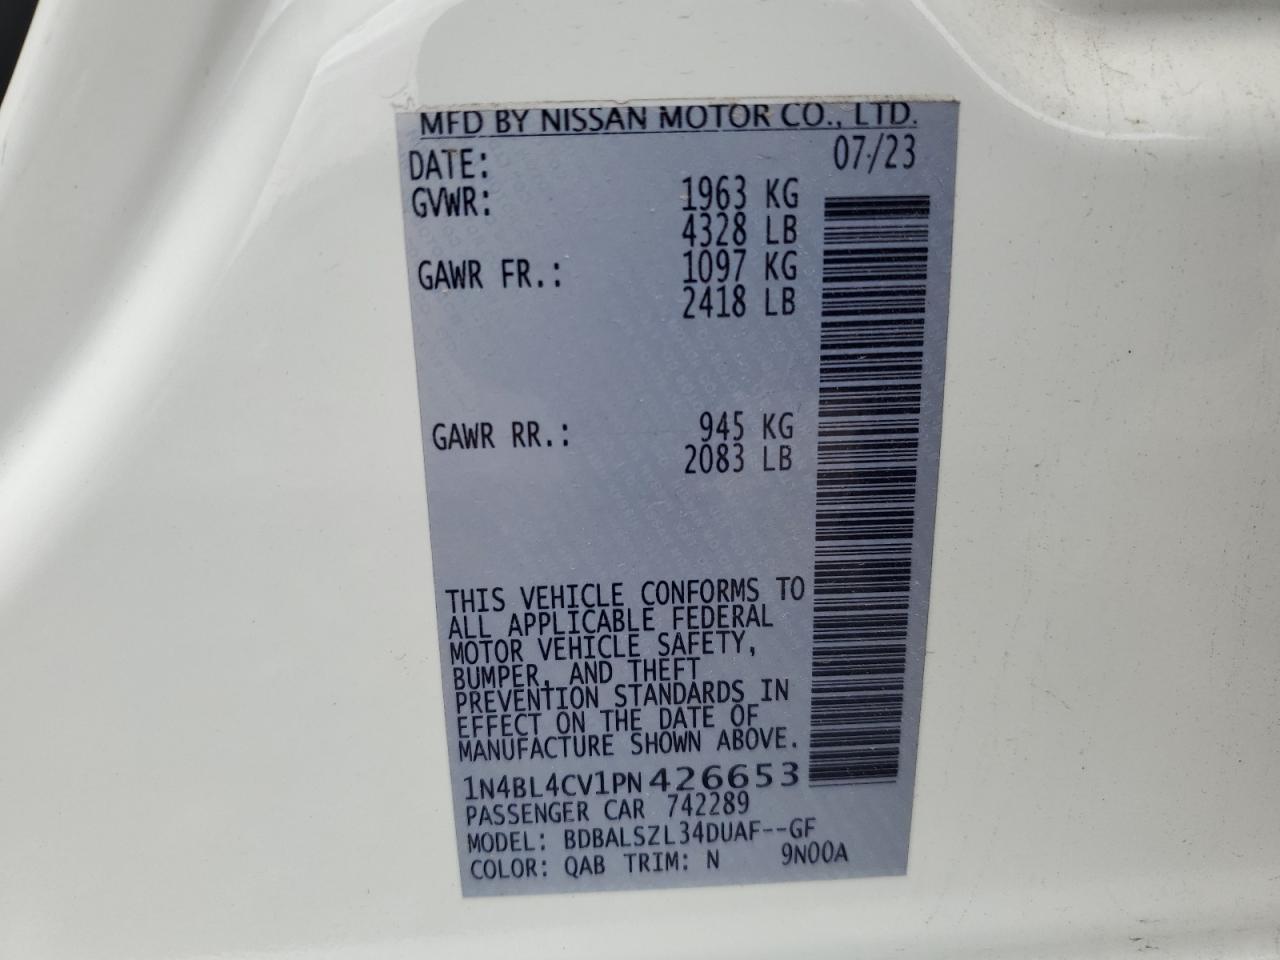 MFD BY NISSAN MOTOR CO., LTD.
DATE: 07/23
GVWR: 1963 KG
4328 LB
GAWR FR.: 1097 KG
2418 LB
GAWR RR.: 945 KG
2083 LB
THIS VEHICLE CONFORMS TO
ALL APPLICABLE FEDERAL
MOTOR VEHICLE SAFETY,
BUMPER, AND THEFT
PREVENTION STANDARDS IN
EFFECT ON THE DATE OF
MANUFACTURE SHOWN ABOVE.
1N4BL4CV1PN426653
PASSENGER CAR 742289
MODEL: BDBALSZL34DUAF--GF
COLOR: QAB TRIM: N 9N00A